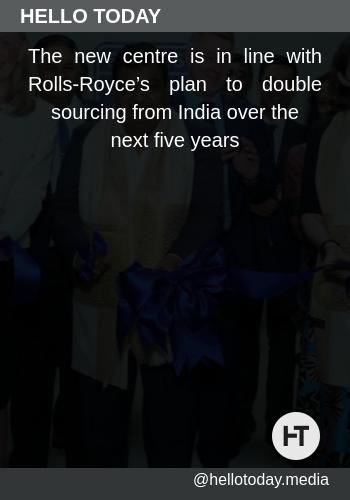 HELLO TODAY
The new centre is in line with
Rolls-Royce’s plan to double
sourcing from India over the
next five years
HT
@hellotoday.media